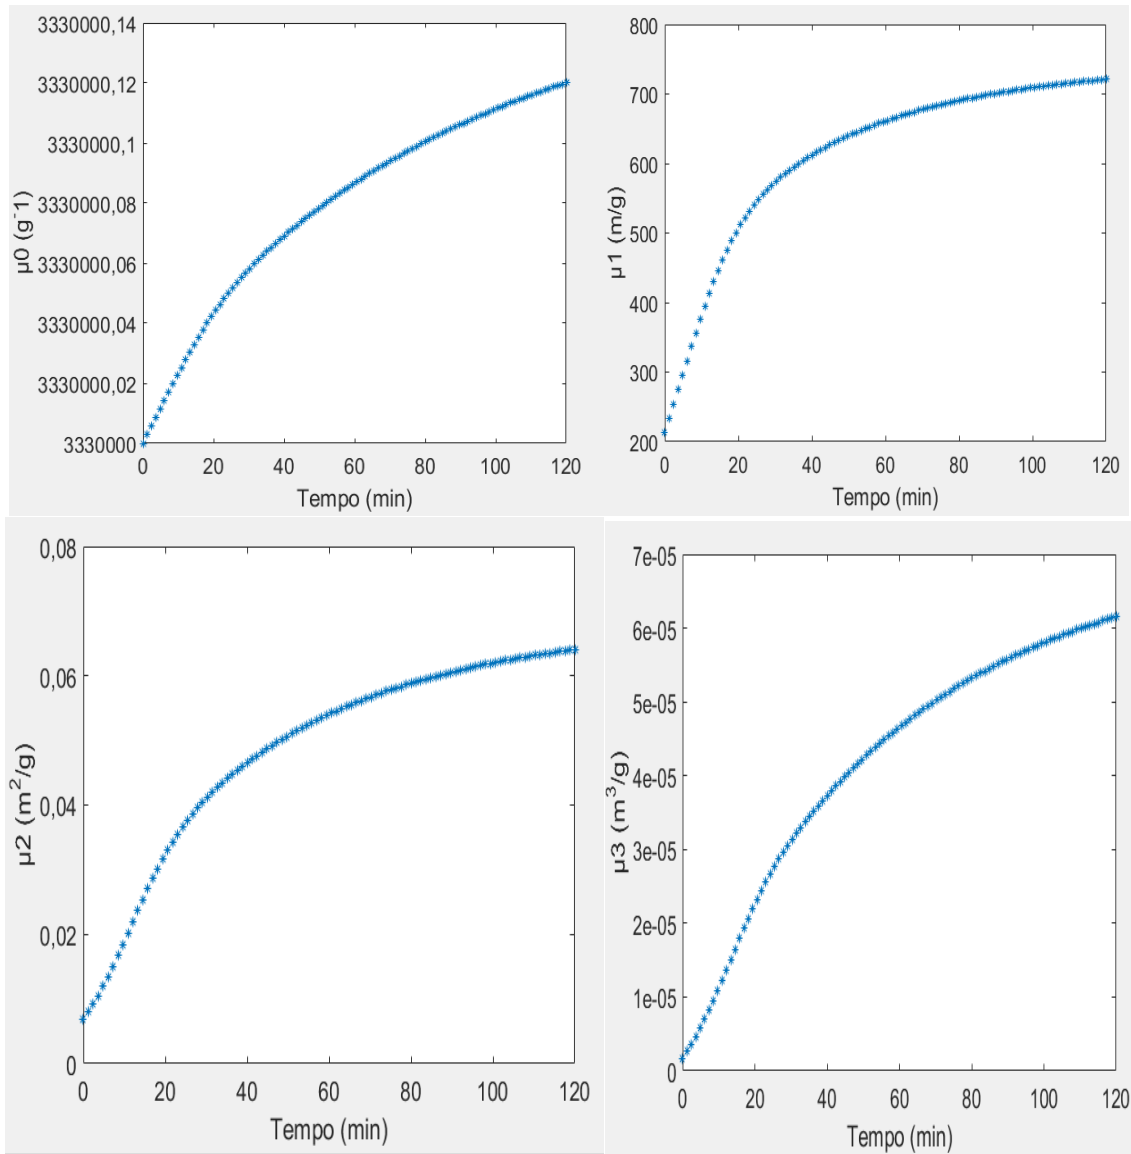 3330000,14
3330000,12
3330000,1
3330000,08
3330000,06
3330000,04
3330000,02
3330000
µ0 (g⁻1)
0 20 40 60 80 100 120
Tempo (min)
800
700
600
500
400
300
200
µ1 (m/g)
0 20 40 60 80 100 120
Tempo (min)
0,08
0,06
0,04
0,02
0
µ2 (m²/g)
0 20 40 60 80 100 120
Tempo (min)
7e-05
6e-05
5e-05
4e-05
3e-05
2e-05
1e-05
0
µ3 (m³/g)
0 20 40 60 80 100 120
Tempo (min)